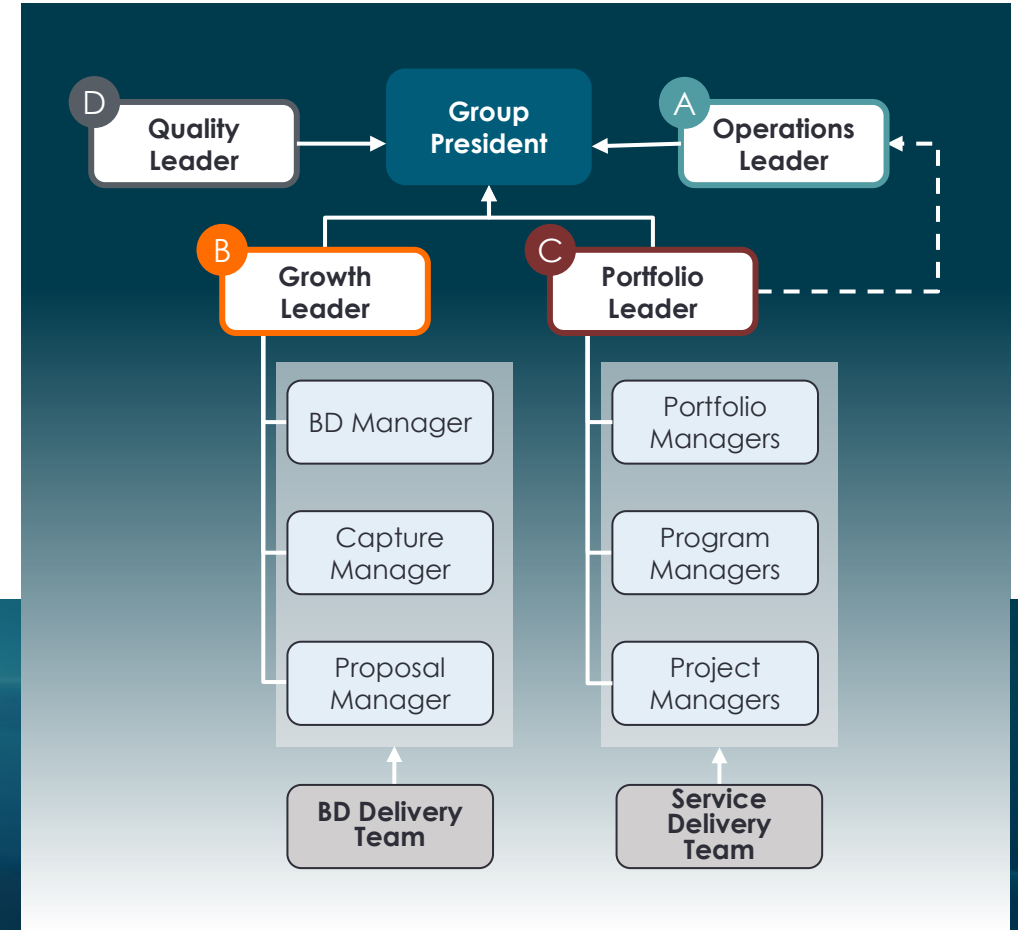 D
Quality
Leader
Group
President
A
Operations
Leader
B
Growth
Leader
C
Portfolio
Leader
BD Manager
Portfolio
Managers
Capture
Manager
Program
Managers
Proposal
Manager
Project
Managers
BD Delivery
Team
Service
Delivery
Team